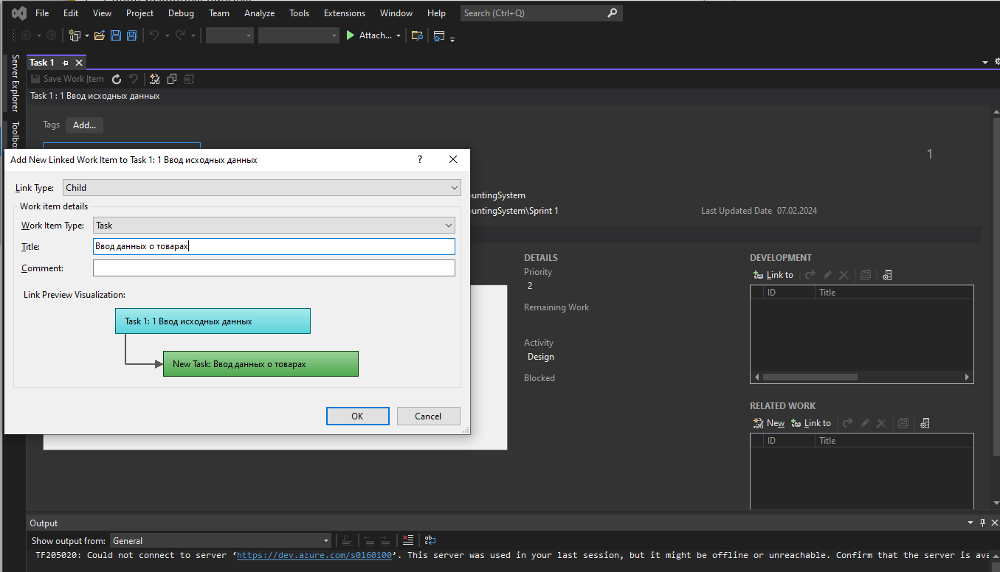 File Edit View Project Debug Team Analyze Tools Extensions Window Help Search (Ctrl+Q)
Attach...
Server Explorer
Toolbox
Task 1
Save Work Item
Task 1 : 1 Ввод исходных данных
Tags Add...
1
Add New Linked Work Item to Task 1: 1 Ввод исходных данных ?
Link Type: Child
Work item details
Work Item Type: Task
Title: Ввод данных о товарах
Comment:
Link Preview Visualization:
Task 1: 1 Ввод исходных данных
New Task: Ввод данных о товарах
OK Cancel
ountingSystem
ountingSystem\Sprint 1
Last Updated Date 07.02.2024
DETAILS
Priority
2
Remaining Work
Activity
Design
Blocked
DEVELOPMENT
Link to
ID Title
RELATED WORK
New Link to
ID Title
Output
Show output from: General
TF205020: Could not connect to server ‘https://dev.azure.com/s0160100’. This server was used in your last session, but it might be offline or unreachable. Confirm that the server is ava